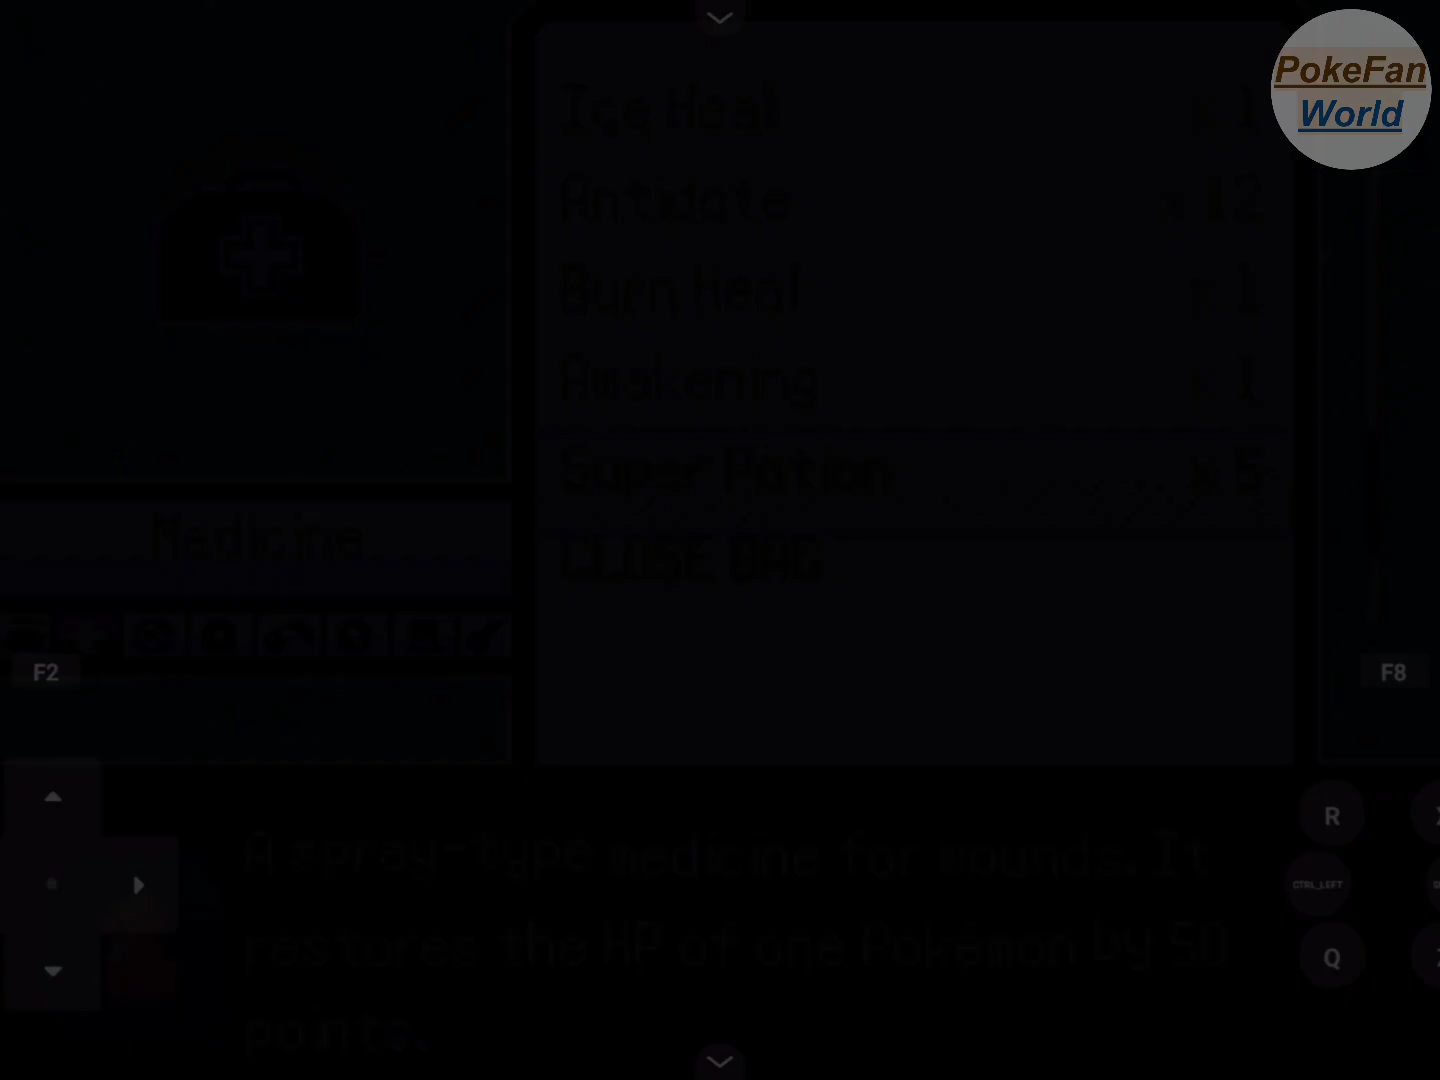 PokeFan
World
Ice Heal x 1
Antidote x 12
Burn Heal x 1
Awakening x 1
Super Potion x 5
CLOSE BAG
Medicine
F2
F8
A spray-type medicine for wounds. It
restores the HP of one Pokémon by 50
points.
R
CTRL_LEFT
Q